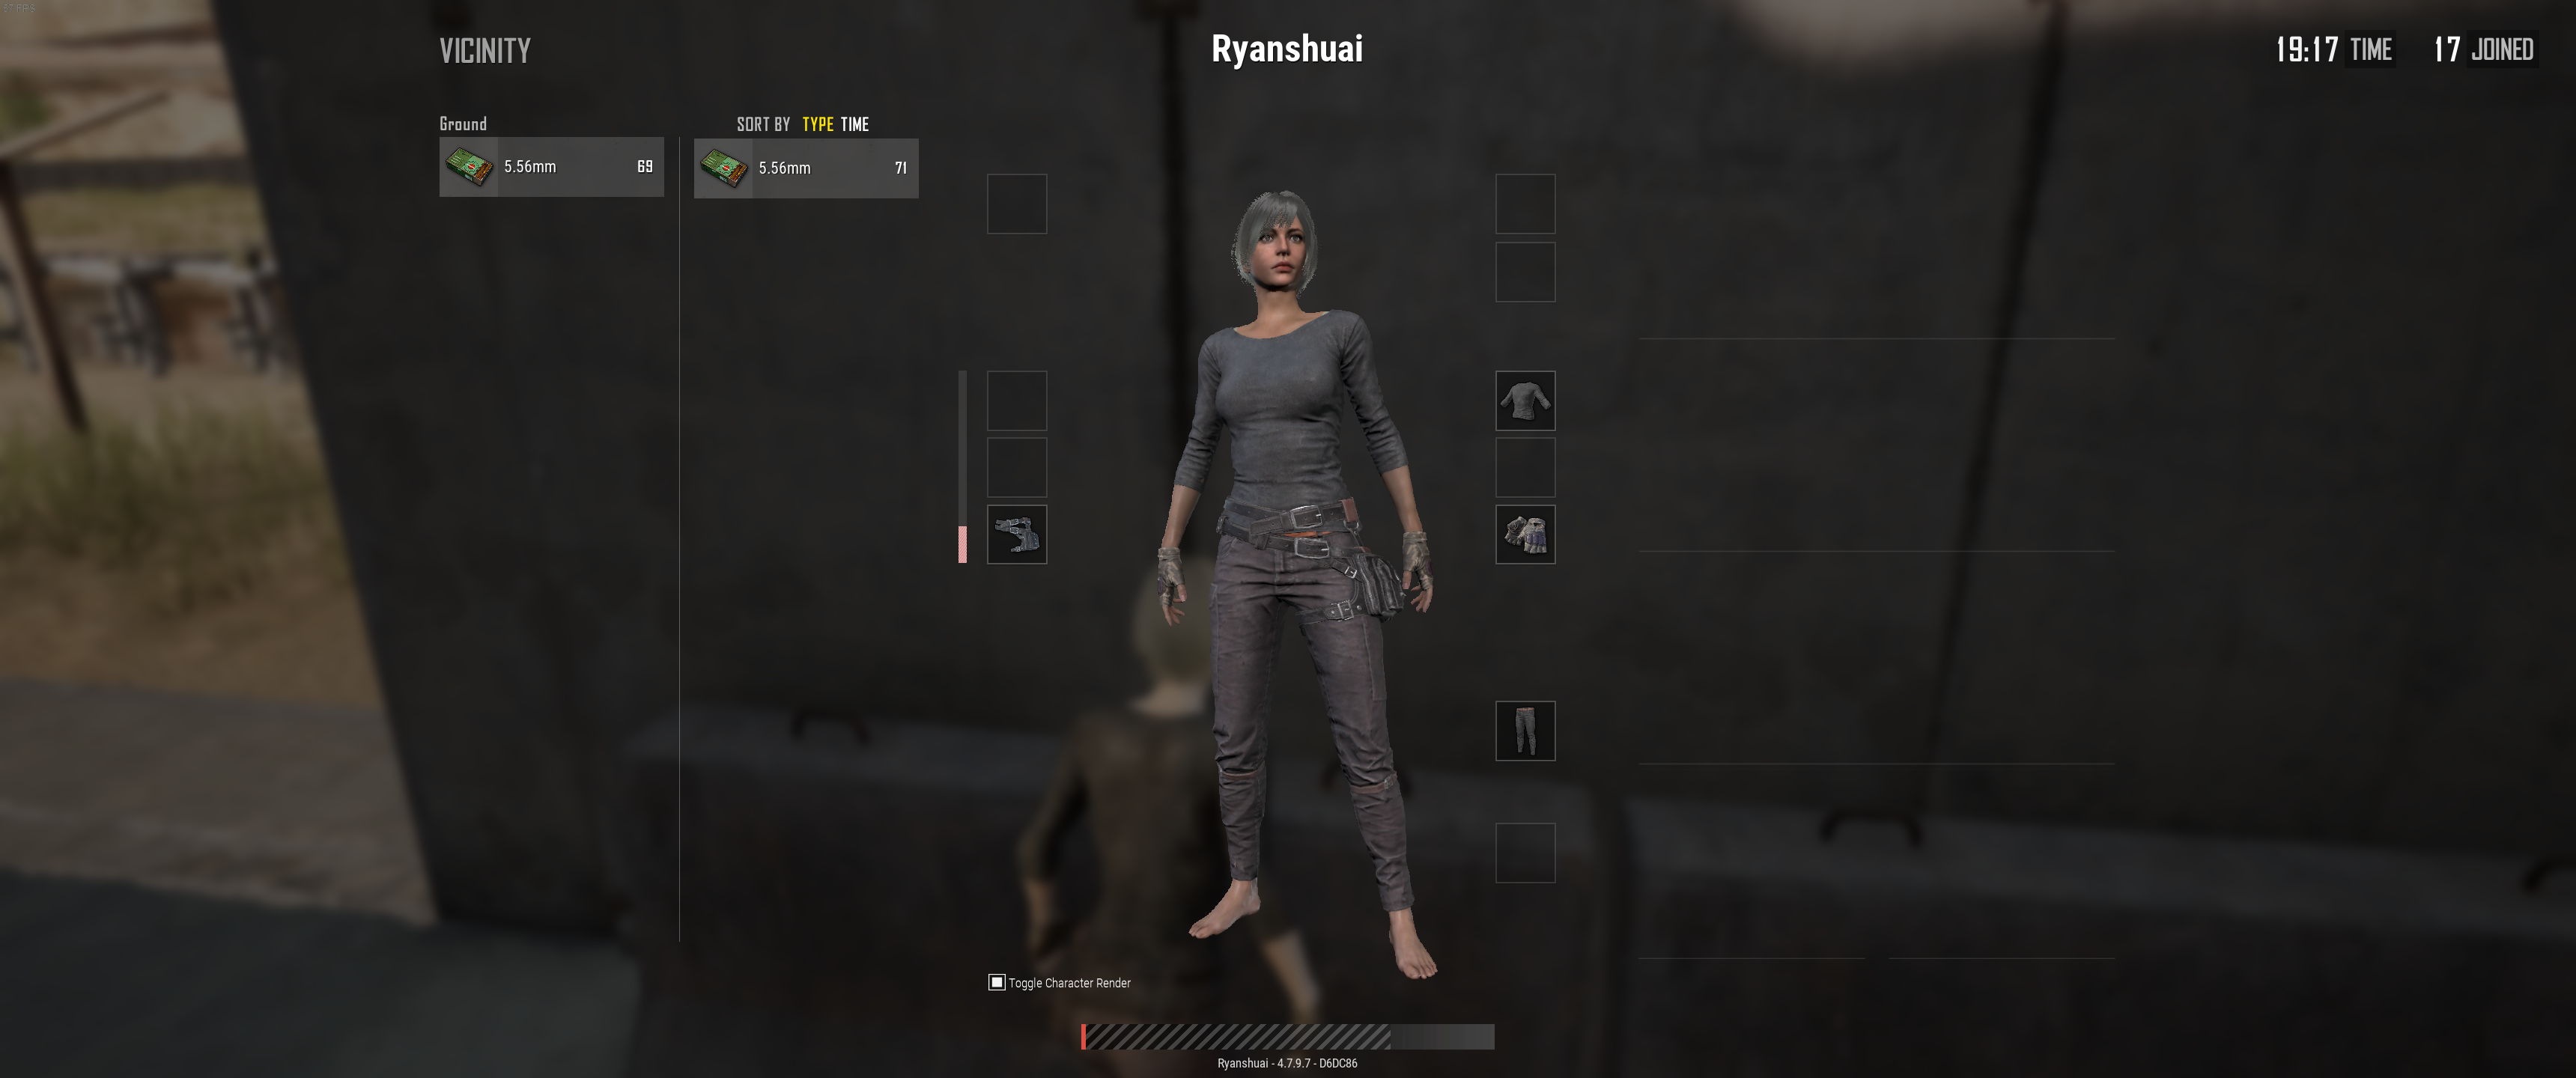 VICINITY
Ryanshuai
19:17 TIME 17 JOINED
Ground
SORT BY TYPE TIME
5.56mm 69
5.56mm 71
Toggle Character Render
Ryanshuai - 4.7.9.7 - D6DC86